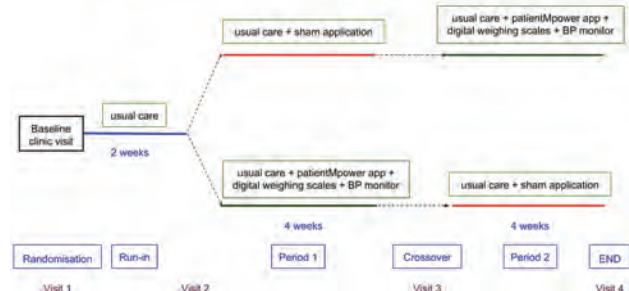 usual care + sham application
usual care + patientMpower app +
digital weighing scales + BP monitor
usual care
Baseline
clinic visit
2 weeks
usual care + patientMpower app +
digital weighing scales + BP monitor
usual care + sham application
4 weeks
4 weeks
Randomisation
Run-in
Period 1
Crossover
Period 2
END
Visit 1
Visit 2
Visit 3
Visit 4